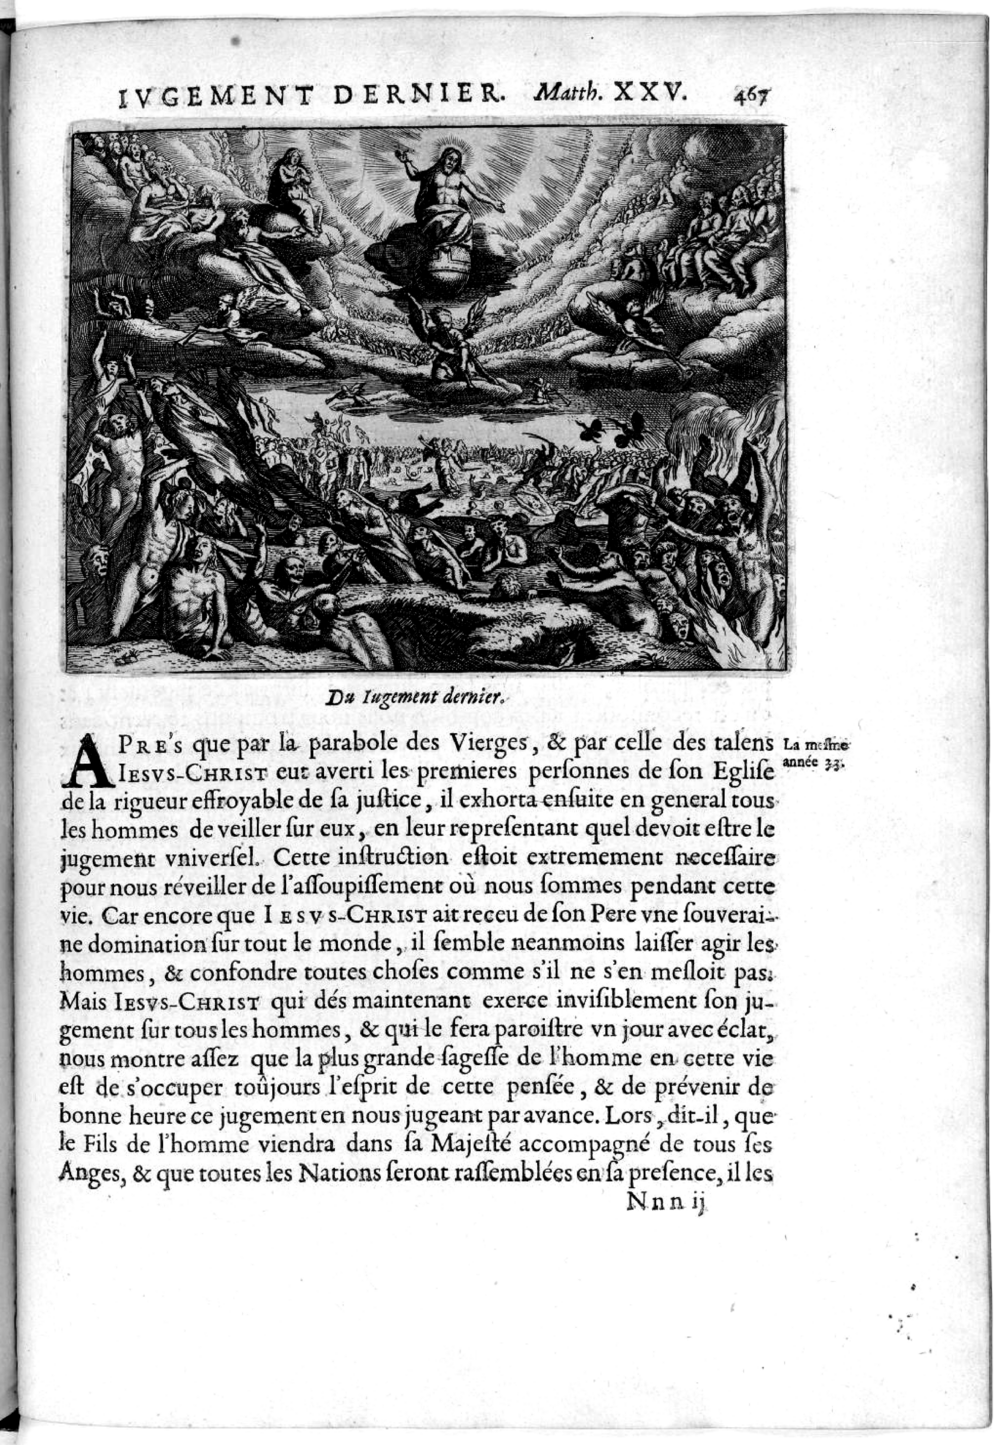 IVGEMENT DERNIER. Matth. XXV. 467
Du Iugement dernier.
APRE's que par la parabole des Vierges, & par celle des talens
La mesme
année 33.
IESVS-CHRIST eut averti les premieres personnes de son Eglise
de la rigueur effroyable de sa justice, il exhorta ensuite en general tous
les hommes de veiller sur eux, en leur representant quel devoit estre le
jugement vniversel. Cette instruction estoit extremement necessaire
pour nous réveiller de l'assoupissement où nous sommes pendant cette
vie. Car encore que IESVS-CHRIST ait receu de son Pere vne souverai-
ne domination sur tout le monde, il semble neanmoins laisser agir les
hommes, & confondre toutes choses comme s'il ne s'en mesloit pas.
Mais IESVS-CHRIST qui dés maintenant exerce invisiblement son ju-
gement sur tous les hommes, & qui le fera paroistre vn jour avec éclat,
nous montre assez que la plus grande sagesse de l'homme en cette vie
est de s'occuper toûjours l'esprit de cette pensée, & de prévenir de
bonne heure ce jugement en nous jugeant par avance. Lors, dit-il, que
le Fils de l'homme viendra dans sa Majesté accompagné de tous ses
Anges, & que toutes les Nations seront rassemblées en sa presence, il les
Nnn ij